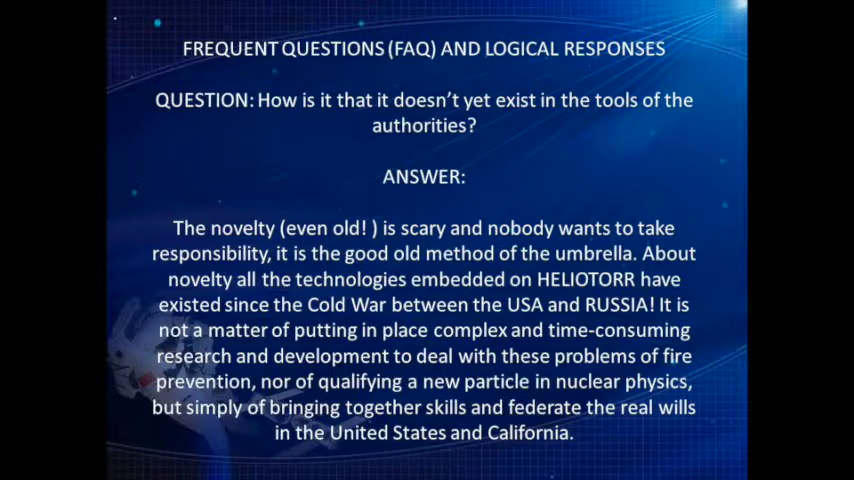 FREQUENT QUESTIONS (FAQ) AND LOGICAL RESPONSES
QUESTION: How is it that it doesn't yet exist in the tools of the
authorities?
ANSWER:
The novelty (even old! ) is scary and nobody wants to take
responsibility, it is the good old method of the umbrella. About
novelty all the technologies embedded on HELIOTORR have
existed since the Cold War between the USA and RUSSIA! It is
not a matter of putting in place complex and time-consuming
research and development to deal with these problems of fire
prevention, nor of qualifying a new particle in nuclear physics,
but simply of bringing together skills and federate the real wills
in the United States and California.